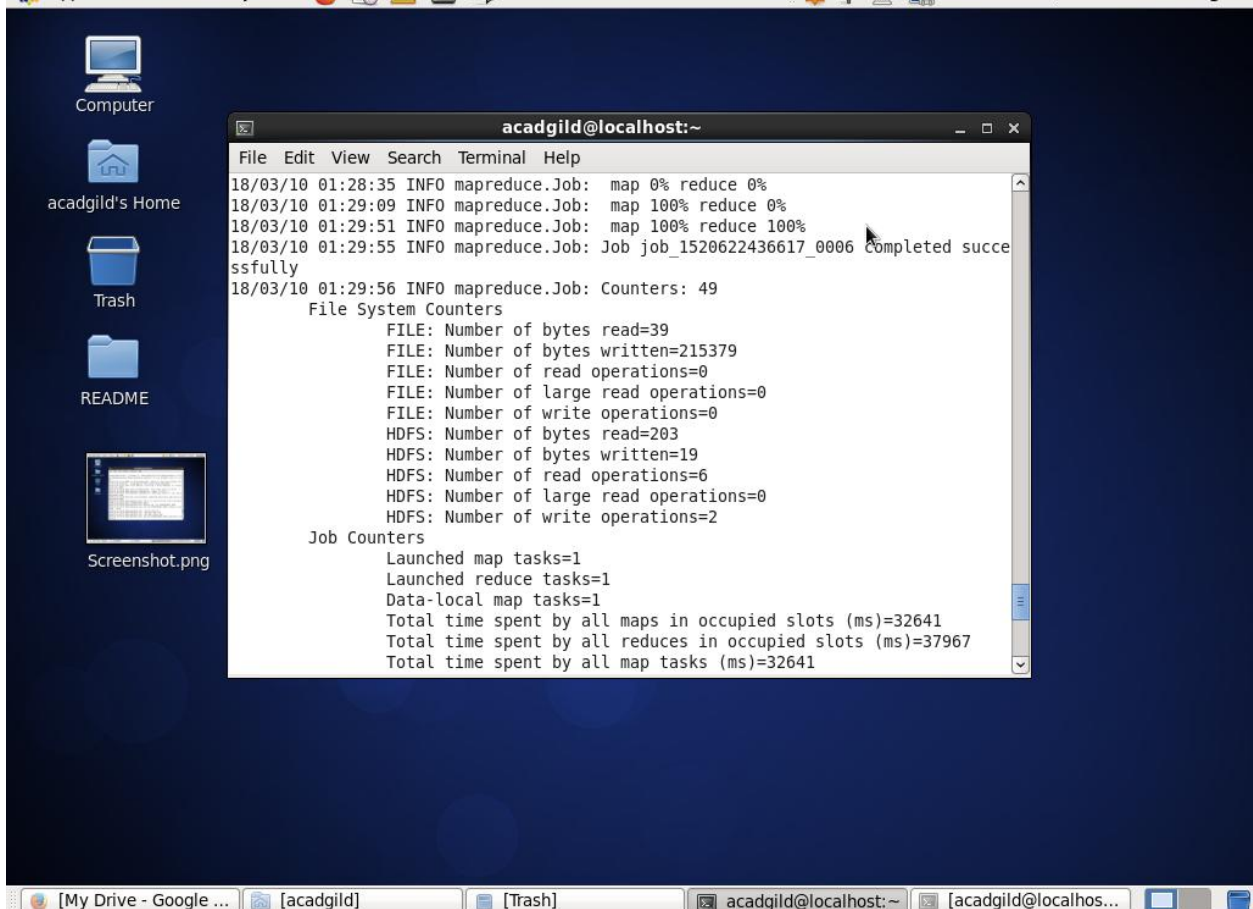 Computer
acadgild's Home
Trash
README
Screenshot.png
acadgild@localhost:~
File Edit View Search Terminal Help
18/03/10 01:28:35 INFO mapreduce.Job:  map 0% reduce 0%
18/03/10 01:29:09 INFO mapreduce.Job:  map 100% reduce 0%
18/03/10 01:29:51 INFO mapreduce.Job:  map 100% reduce 100%
18/03/10 01:29:55 INFO mapreduce.Job: Job job_1520622436617_0006 completed succe
ssfully
18/03/10 01:29:56 INFO mapreduce.Job: Counters: 49
File System Counters
FILE: Number of bytes read=39
FILE: Number of bytes written=215379
FILE: Number of read operations=0
FILE: Number of large read operations=0
FILE: Number of write operations=0
HDFS: Number of bytes read=203
HDFS: Number of bytes written=19
HDFS: Number of read operations=6
HDFS: Number of large read operations=0
HDFS: Number of write operations=2
Job Counters
Launched map tasks=1
Launched reduce tasks=1
Data-local map tasks=1
Total time spent by all maps in occupied slots (ms)=32641
Total time spent by all reduces in occupied slots (ms)=37967
Total time spent by all map tasks (ms)=32641
[My Drive - Google ...
[acadgild]
[Trash]
acadgild@localhost:~
[acadgild@localhos...